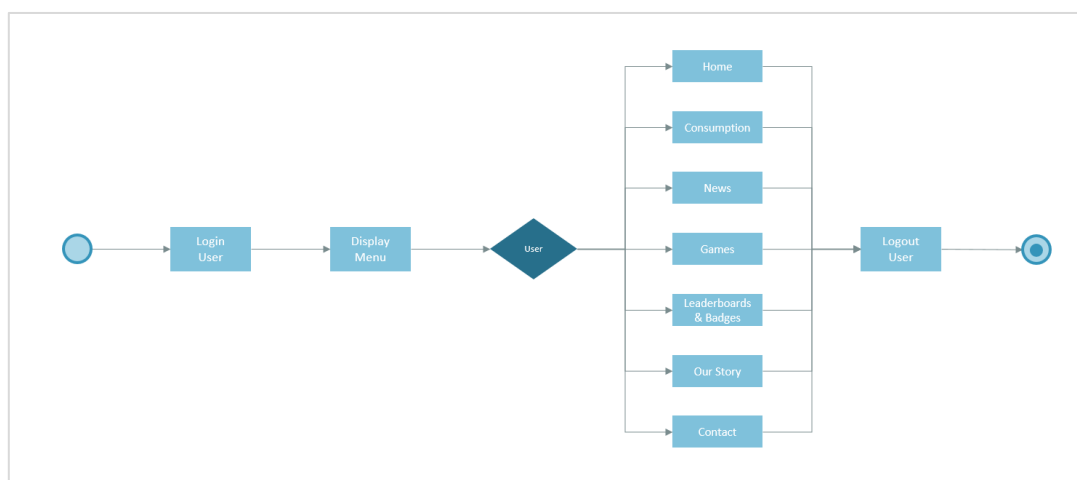 Login
User
Display
Menu
User
Home
Consumption
News
Games
Leaderboards
& Badges
Our Story
Contact
Logout
User